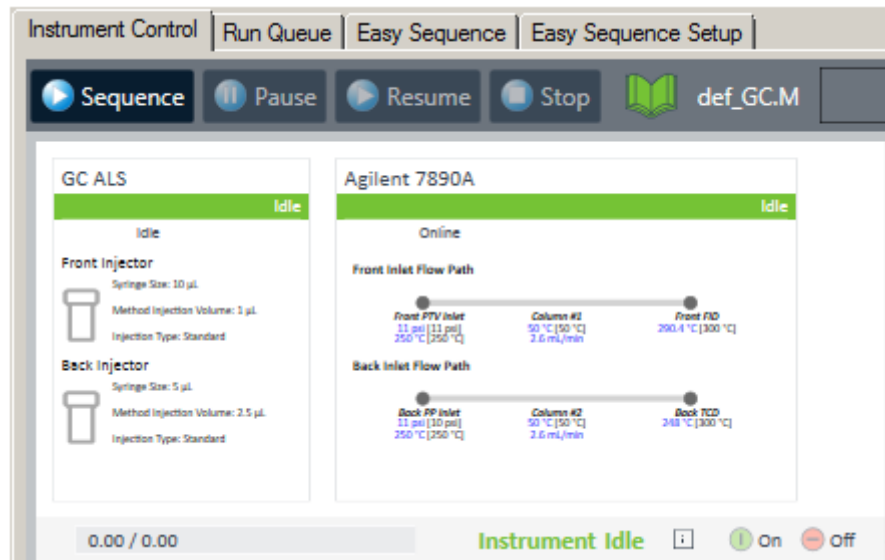 Instrument Control Run Queue Easy Sequence Easy Sequence Setup
Sequence Pause Resume Stop def_GC.M
GC ALS
Idle
Idle
Front Injector
Syringe Size: 10 µL
Method Injection Volume: 1 µL
Injection Type: Standard
Back Injector
Syringe Size: 5 µL
Method Injection Volume: 2.5 µL
Injection Type: Standard
Agilent 7890A
Idle
Online
Front Inlet Flow Path
Front PTV Inlet Column #1 Front FID
11 psi [11 psi] 50 °C [50 °C] 290.4 °C [300 °C]
250 °C [250 °C] 2.6 mL/min
Back Inlet Flow Path
Back PP Inlet Column #2 Back TCD
11 psi [10 psi] 50 °C [50 °C] 248 °C [300 °C]
250 °C [250 °C] 2.6 mL/min
0.00 / 0.00 Instrument Idle i On Off